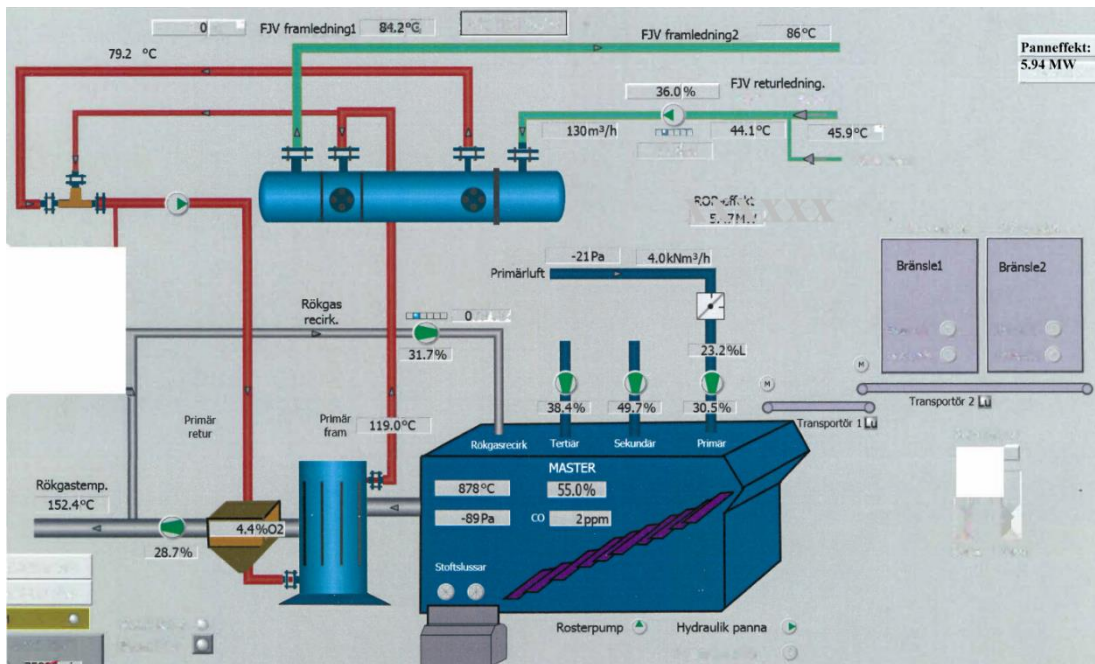 0
FJV framledning1
84.2°C
FJV framledning2
86°C
79.2 °C
Panneffekt:
5.94 MW
36.0%
FJV returledning.
130m³/h
44.1°C
45.9°C
-21Pa
4.0kNm³/h
Primärluft
Bränsle1
Bränsle2
Rökgas
recirk.
0
31.7%
23.2%L
M
M
Transportör 2 Lu
38.4%
49.7%
30.5%
Transportör 1 Lu
Primär
retur
Primär
fram
119.0°C
Rökgasrecirk
Tertiär
Sekundär
Primär
MASTER
Rökgastemp.
152.4°C
878°C
55.0%
-89Pa
CO
2ppm
4.4%O2
28.7%
Stoftslussar
Rosterpump
Hydraulik panna